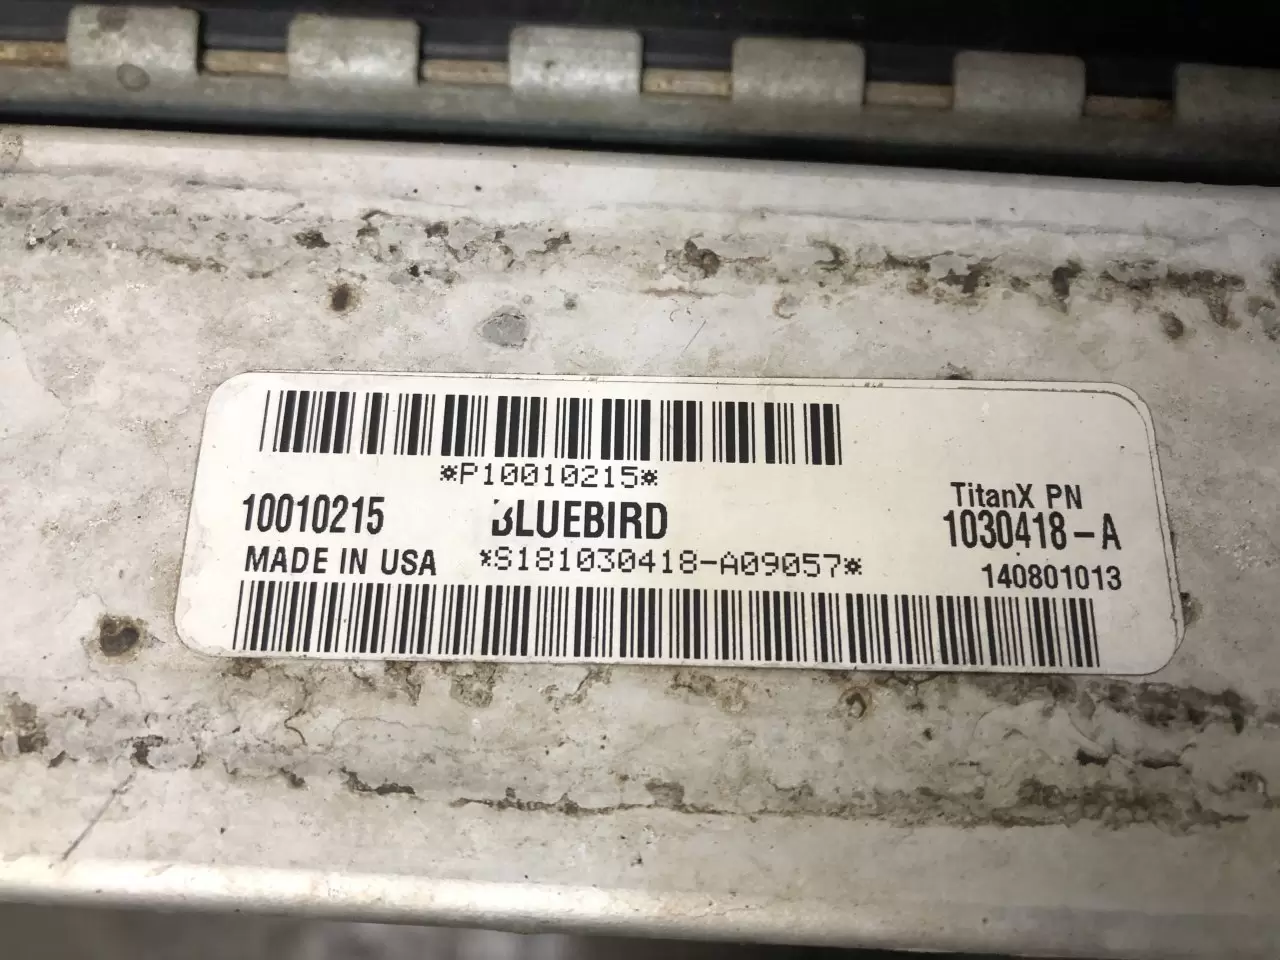 *P10010215*
10010215 BLUEBIRD
MADE IN USA *S181030418-A09057*
TitanX PN
1030418-A
140801013